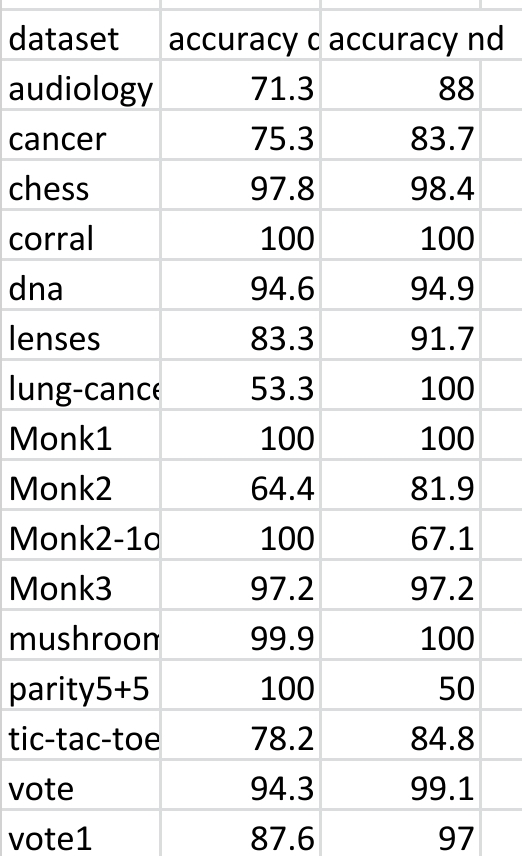 dataset accuracy accuracy nd
audiology 71.3 88
cancer 75.3 83.7
chess 97.8 98.4
corral 100 100
dna 94.6 94.9
lenses 83.3 91.7
lung-cance 53.3 100
Monk1 100 100
Monk2 64.4 81.9
Monk2-1o 100 67.1
Monk3 97.2 97.2
mushroom 99.9 100
parity5+5 100 50
tic-tac-toe 78.2 84.8
vote 94.3 99.1
vote1 87.6 97